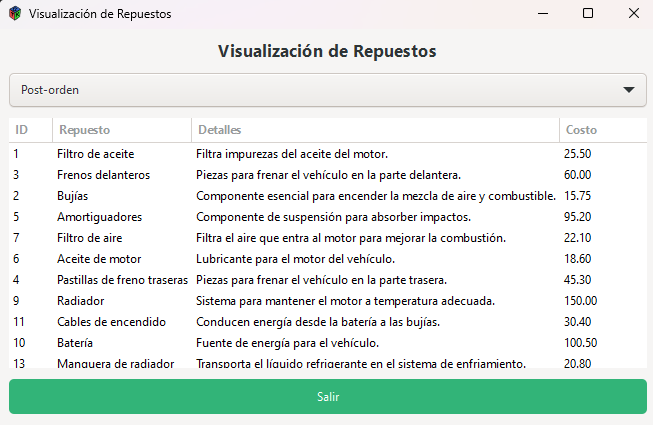 Visualización de Repuestos
Visualización de Repuestos
Post-orden
ID Repuesto Detalles Costo
1 Filtro de aceite Filtra impurezas del aceite del motor. 25.50
3 Frenos delanteros Piezas para frenar el vehículo en la parte delantera. 60.00
2 Bujías Componente esencial para encender la mezcla de aire y combustible. 15.75
5 Amortiguadores Componente de suspensión para absorber impactos. 95.20
7 Filtro de aire Filtra el aire que entra al motor para mejorar la combustión. 22.10
6 Aceite de motor Lubricante para el motor del vehículo. 18.60
4 Pastillas de freno traseras Piezas para frenar el vehículo en la parte trasera. 45.30
9 Radiador Sistema para mantener el motor a temperatura adecuada. 150.00
11 Cables de encendido Conducen energía desde la batería a las bujías. 30.40
10 Batería Fuente de energía para el vehículo. 100.50
13 Manguera de radiador Transporta el líquido refrigerante en el sistema de enfriamiento. 20.80
Salir